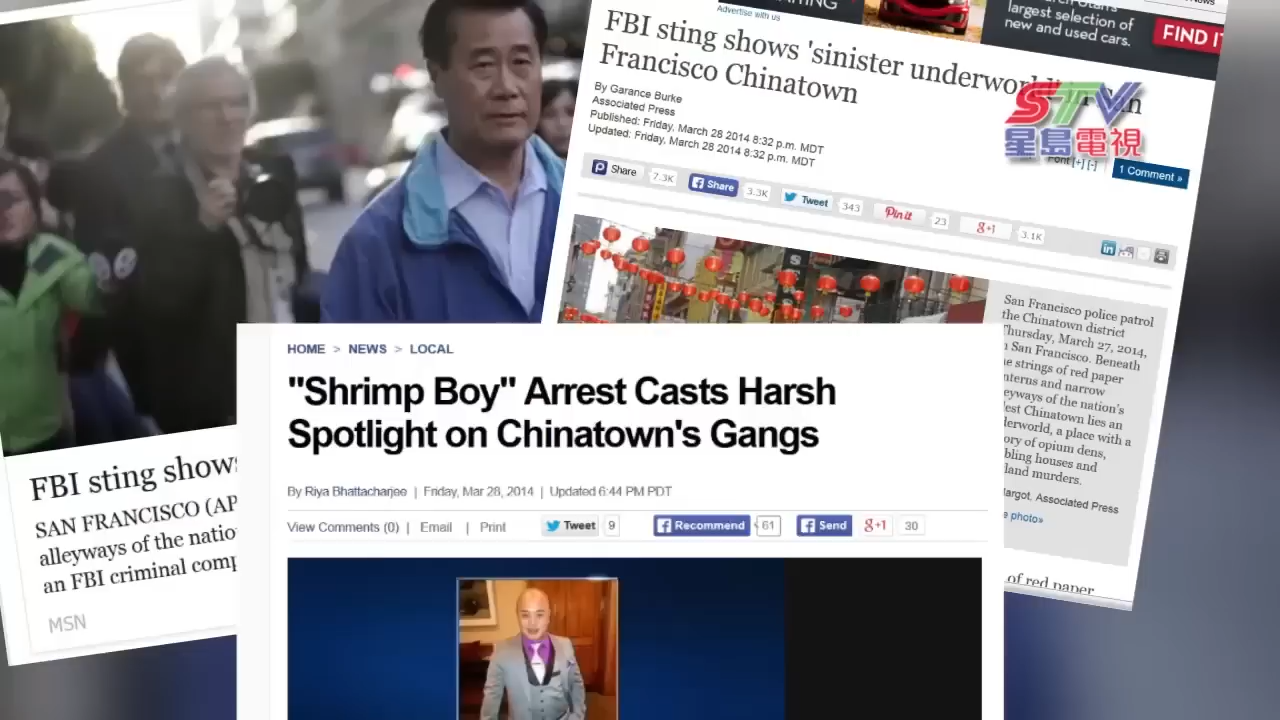 Advertise with us
largest selection of
new and used cars.
FIND IT
FBI sting shows 'sinister underworld' in San
Francisco Chinatown
By Garance Burke
Associated Press
Published: Friday, March 28 2014 8:32 p.m. MDT
Updated: Friday, March 28 2014 8:32 p.m. MDT
STV
星島電視
Font [+] [-]
1 Comment »
Share 7.3K Share 3.3K Tweet 343 Pin it 23 g+1 3.1K
in
San Francisco police patrol
the Chinatown district
Thursday, March 27, 2014,
San Francisco. Beneath
strings of red paper
and narrow
of the nation's
Chinatown lies an
a place with a
of opium dens,
houses and
murders.
Associated Press
photo»
of red paper
HOME > NEWS > LOCAL
"Shrimp Boy" Arrest Casts Harsh
Spotlight on Chinatown's Gangs
By Riya Bhattacharjee | Friday, Mar 28, 2014 | Updated 6:44 PM PDT
View Comments (0) | Email | Print Tweet 9 Recommend 61 Send g+1 30
FBI sting shows
SAN FRANCISCO (AP
alleyways of the natio
an FBI criminal comp
MSN